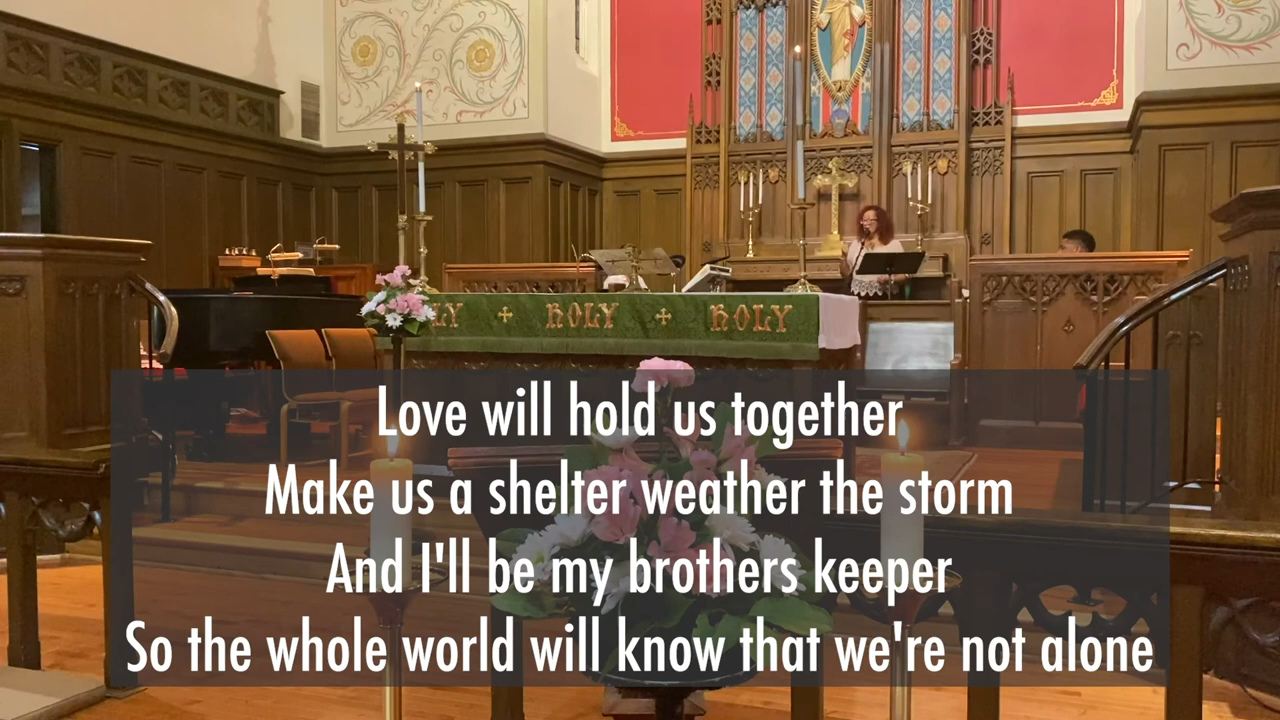 LY HOLY HOLY
Love will hold us together
Make us a shelter weather the storm
And I'll be my brothers keeper
So the whole world will know that we're not alone